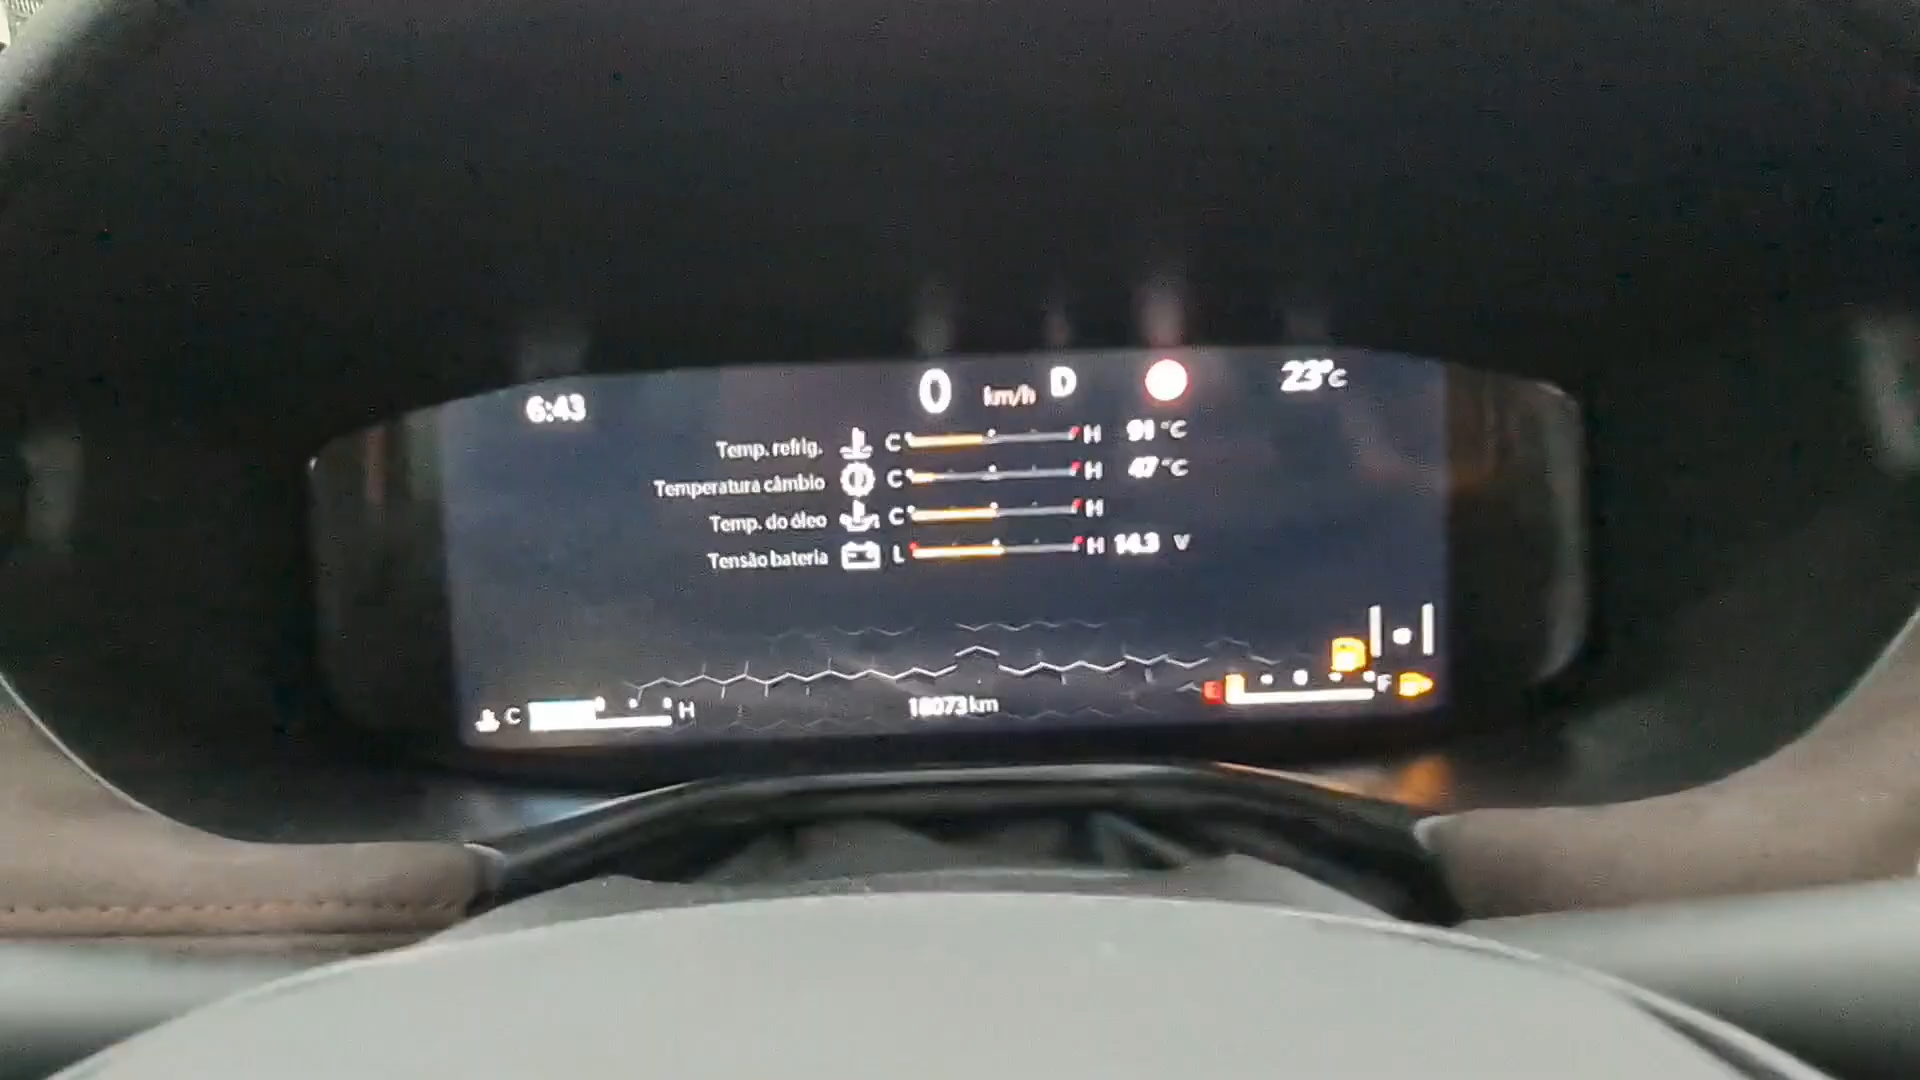 6:43 0 km/h D 23°C
Temp. refrig. C H 91 °C
Temperatura câmbio C H 47 °C
Temp. do óleo C H
Tensão bateria L H 14.3 V
C H 18073 km E F